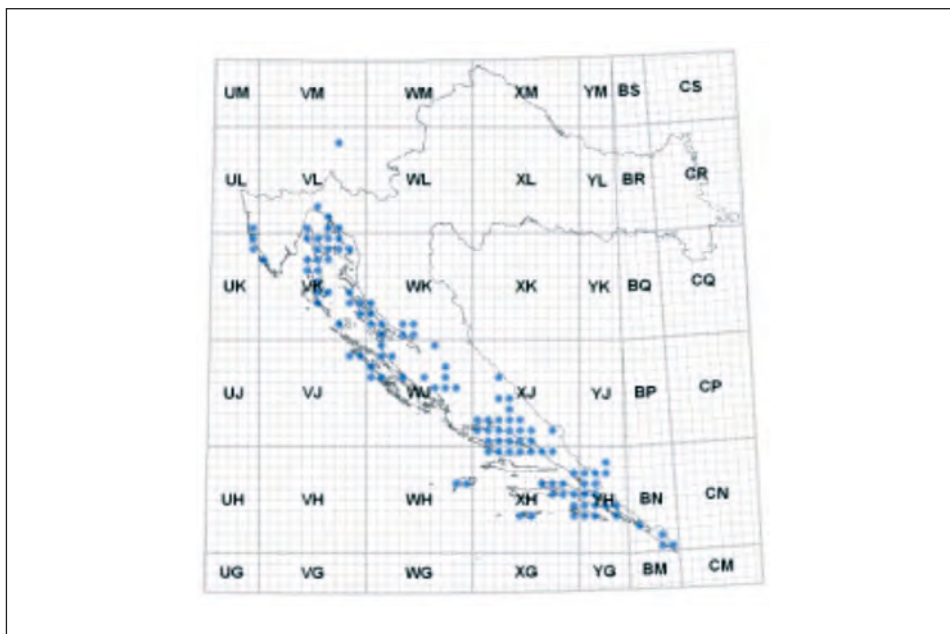 UM VM WM XM YM BS CS
UL VL WL XL YL BR CR
UK VK WK XK YK BQ CQ
UJ VJ WJ XJ YJ BP CP
UH VH WH XH YH BN CN
UG VG WG XG YG BM CM